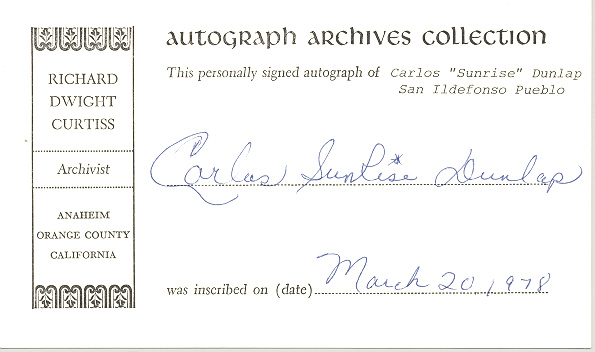 RICHARD
DWIGHT
CURTISS
Archivist
ANAHEIM
ORANGE COUNTY
CALIFORNIA
AUTOGRAPH ARCHIVES COLLECTION
This personally signed autograph of Carlos "Sunrise" Dunlap
San Ildefonso Pueblo
Carlos Sunrise Dunlap
was inscribed on (date) March 20, 1978